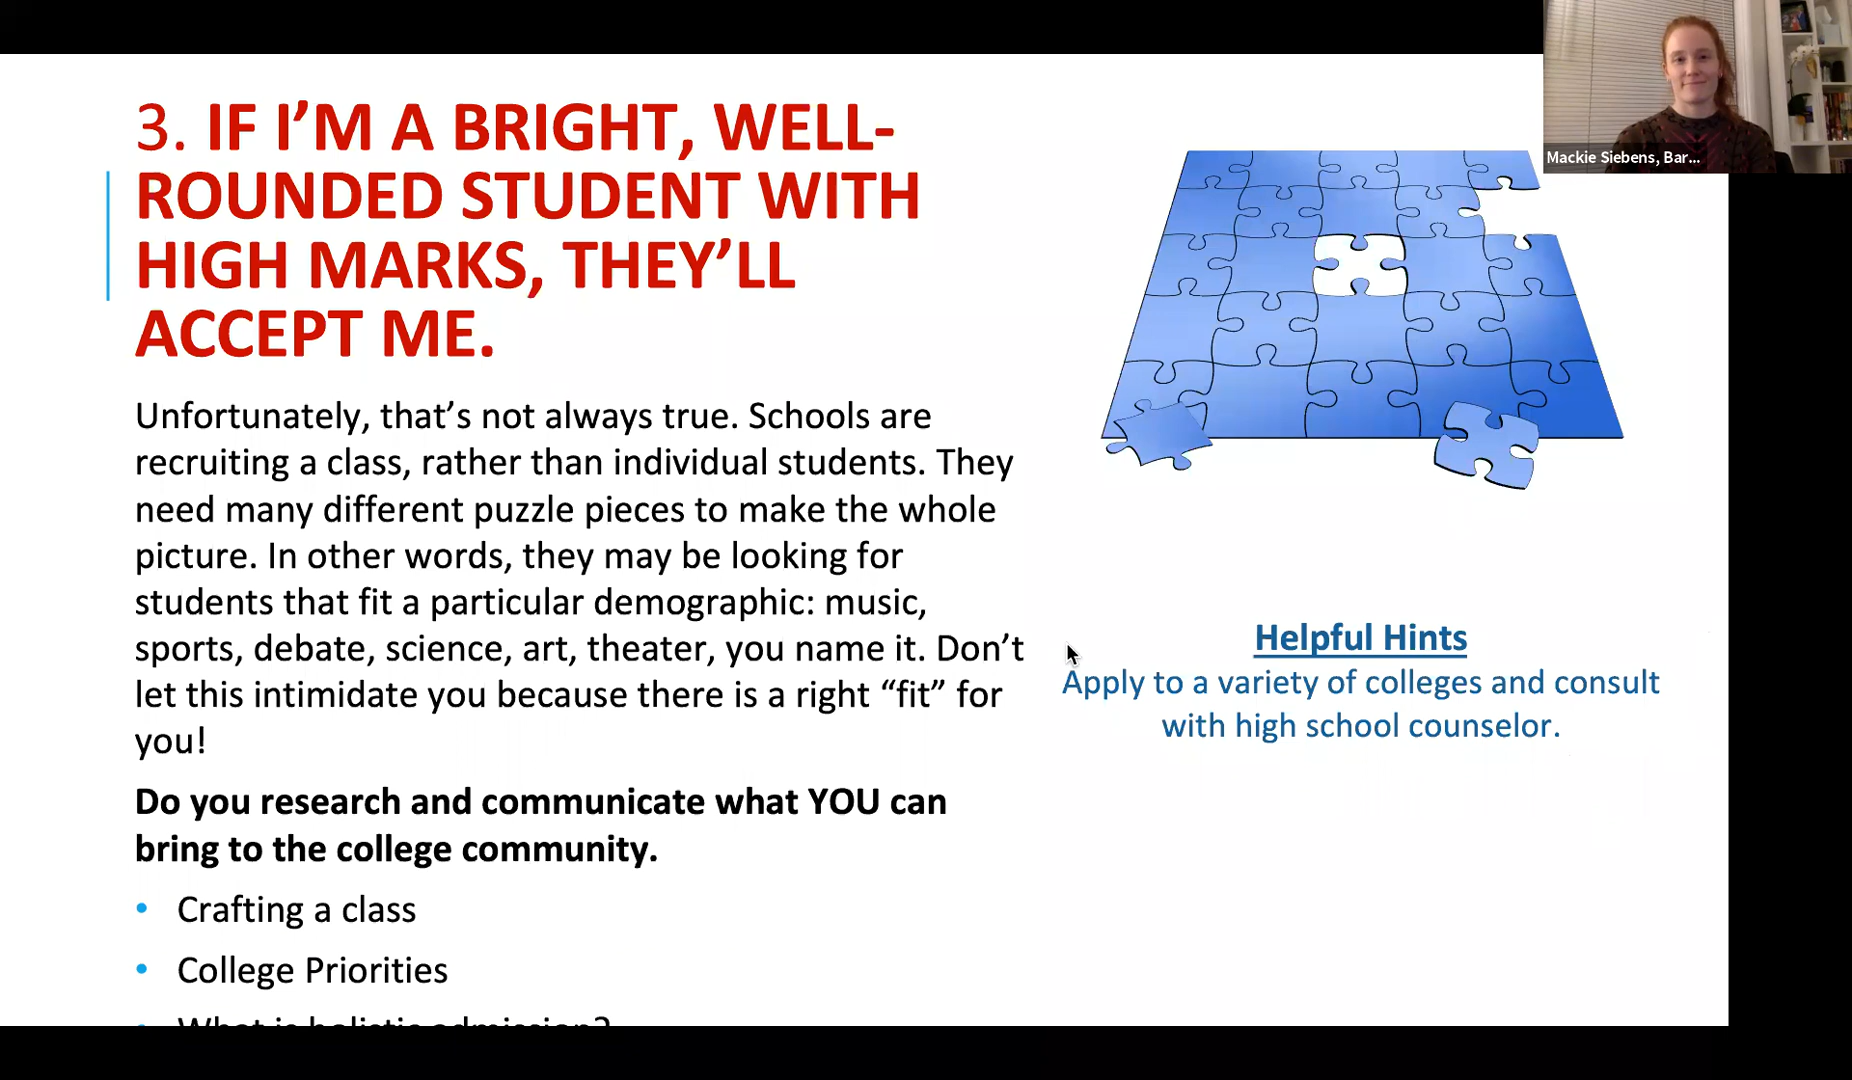 3. IF I’M A BRIGHT, WELL-
ROUNDED STUDENT WITH
HIGH MARKS, THEY’LL
ACCEPT ME.
Unfortunately, that’s not always true. Schools are
recruiting a class, rather than individual students. They
need many different puzzle pieces to make the whole
picture. In other words, they may be looking for
students that fit a particular demographic: music,
sports, debate, science, art, theater, you name it. Don’t
let this intimidate you because there is a right “fit” for
you!
Do you research and communicate what YOU can
bring to the college community.
• Crafting a class
• College Priorities
• What is holistic admission?
Helpful Hints
Apply to a variety of colleges and consult
with high school counselor.
Mackie Siebens, Bar...